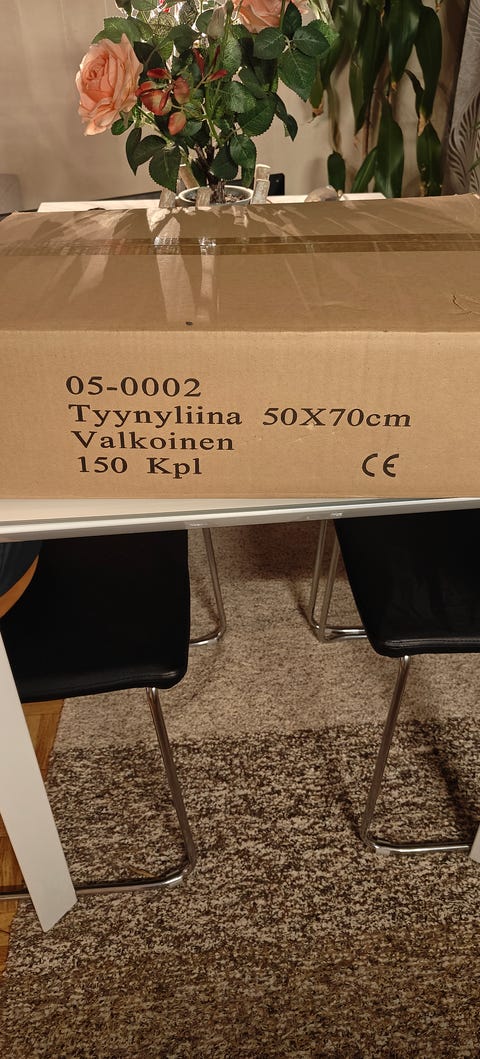 05-0002
Tyynyliina 50X70cm
Valkoinen
150 Kpl CE